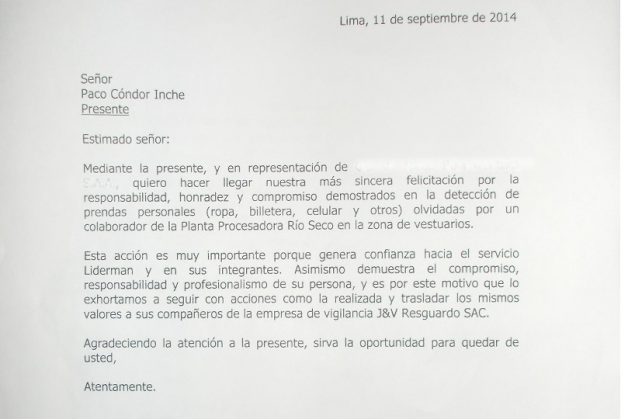 Lima, 11 de septiembre de 2014
Señor
Paco Cóndor Inche
Presente
Estimado señor:
Mediante la presente, y en representación de
quiero hacer llegar nuestra más sincera felicitación por la
responsabilidad, honradez y compromiso demostrados en la detección de
prendas personales (ropa, billetera, celular y otros) olvidadas por un
colaborador de la Planta Procesadora Río Seco en la zona de vestuarios.
Esta acción es muy importante porque genera confianza hacia el servicio
Liderman y en sus integrantes. Asimismo demuestra el compromiso,
responsabilidad y profesionalismo de su persona, y es por este motivo que lo
exhortamos a seguir con acciones como la realizada y trasladar los mismos
valores a sus compañeros de la empresa de vigilancia J&V Resguardo SAC.
Agradeciendo la atención a la presente, sirva la oportunidad para quedar de
usted,
Atentamente.